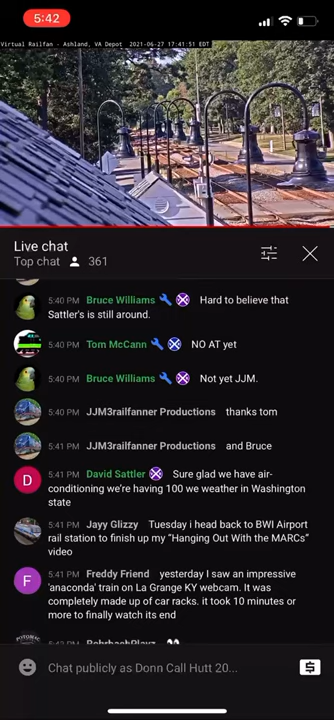 5:42
Virtual Railfan - Ashland, VA Depot 2021-06-27 17:41:51 EDT
Live chat
Top chat 361
5:40 PM Bruce Williams Hard to believe that
Sattler's is still around.
5:40 PM Tom McCann NO AT yet
5:40 PM Bruce Williams Not yet JJM.
5:40 PM JJM3railfanner Productions thanks tom
5:41 PM JJM3railfanner Productions and Bruce
D
5:41 PM David Sattler Sure glad we have air-
conditioning we're having 100 we weather in Washington
state
5:41 PM Jayy Glizzy Tuesday i head back to BWI Airport
rail station to finish up my "Hanging Out With the MARCs"
video
F
5:41 PM Freddy Friend yesterday I saw an impressive
'anaconda' train on La Grange KY webcam. It was
completely made up of car racks. it took 10 minutes or
more to finally watch its end
POTOMAC
5:42 PM RohrbachPlayz 👀
Chat publicly as Donn Call Hutt 20...
$